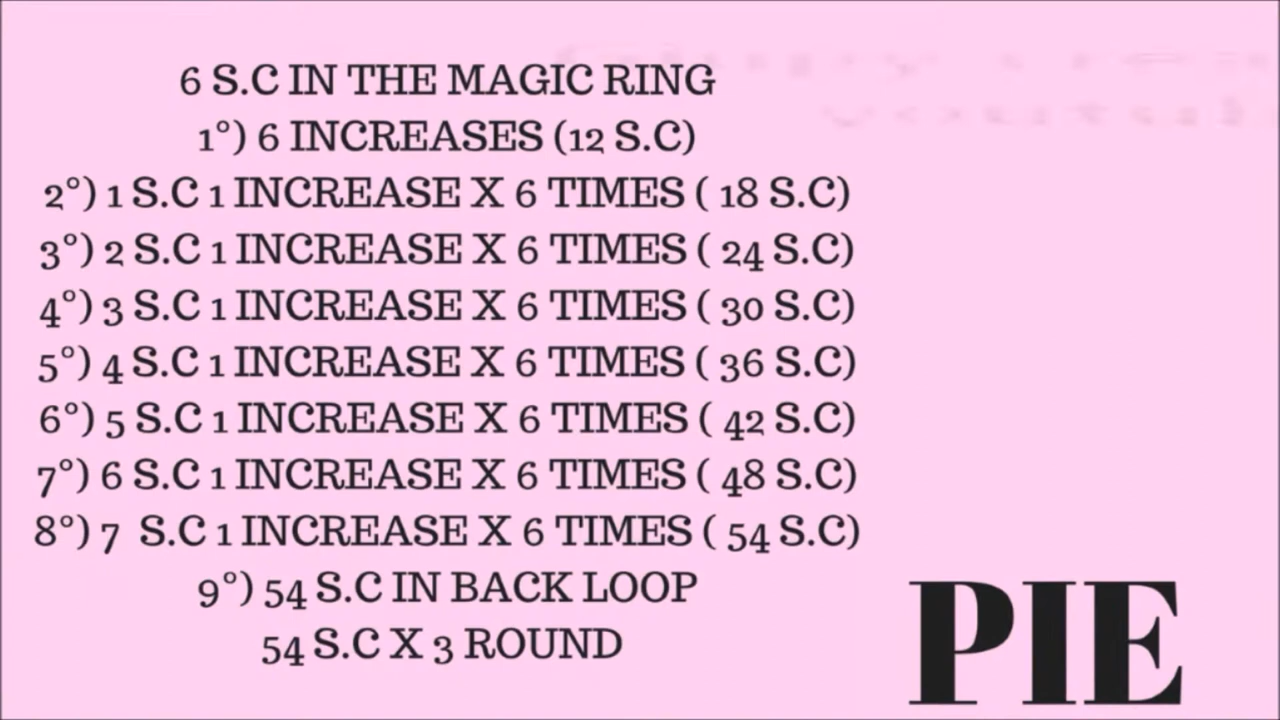 6 S.C IN THE MAGIC RING
1°) 6 INCREASES (12 S.C)
2°) 1 S.C 1 INCREASE X 6 TIMES ( 18 S.C)
3°) 2 S.C 1 INCREASE X 6 TIMES ( 24 S.C)
4°) 3 S.C 1 INCREASE X 6 TIMES ( 30 S.C)
5°) 4 S.C 1 INCREASE X 6 TIMES ( 36 S.C)
6°) 5 S.C 1 INCREASE X 6 TIMES ( 42 S.C)
7°) 6 S.C 1 INCREASE X 6 TIMES ( 48 S.C)
8°) 7 S.C 1 INCREASE X 6 TIMES ( 54 S.C)
9°) 54 S.C IN BACK LOOP
54 S.C X 3 ROUND
PIE